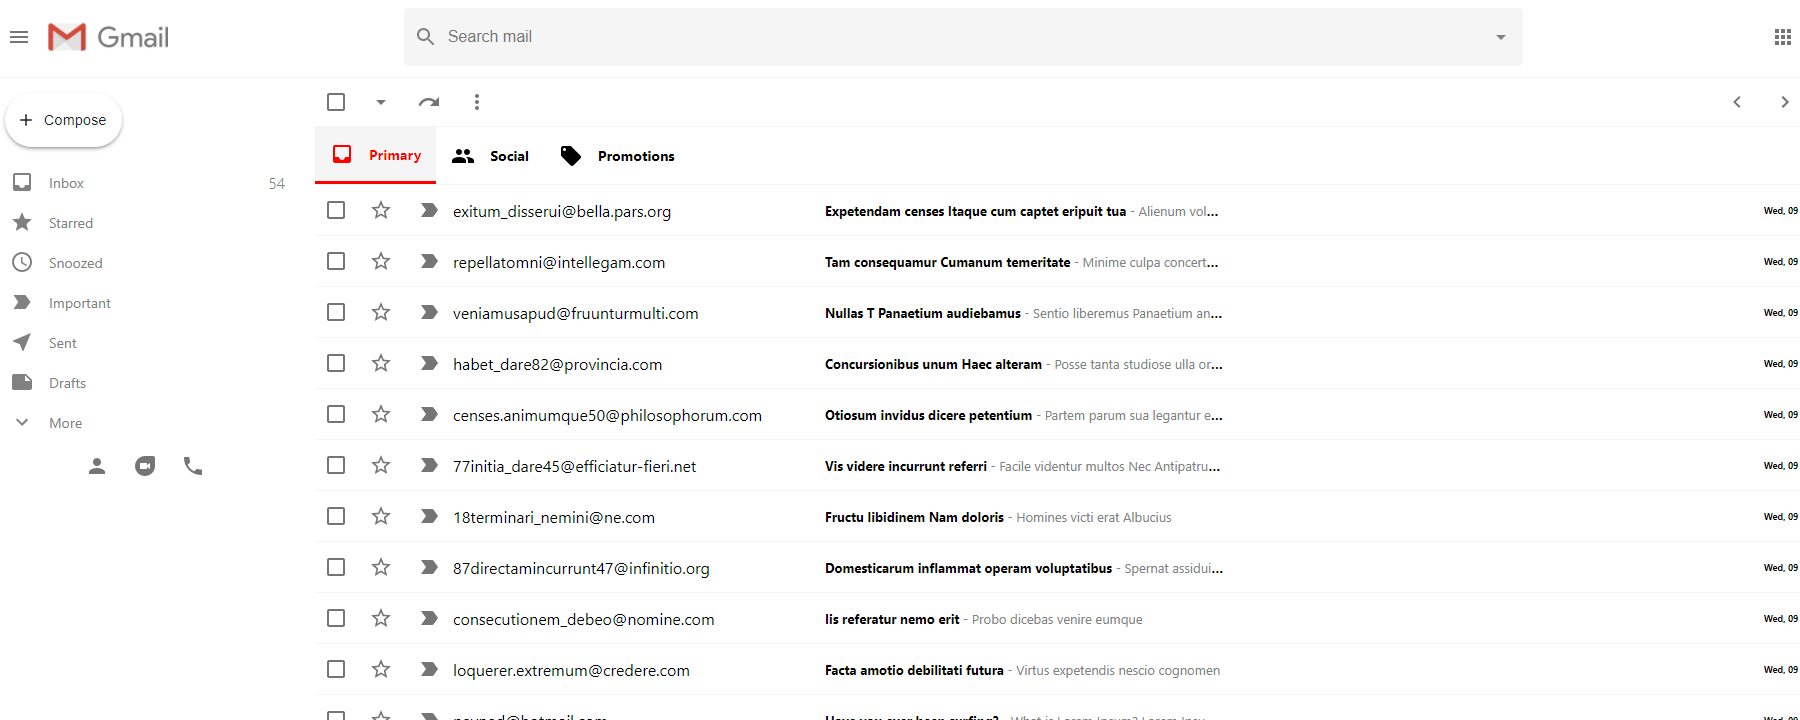 Gmail
Search mail
Compose
Inbox 54
Starred
Snoozed
Important
Sent
Drafts
More
Primary Social Promotions
exitum_disserui@bella.pars.org Expetendam censes Itaque cum captet eripuit tua - Alienum vol... Wed, 09
repellatomni@intellegam.com Tam consequamur Cumanum temeritate - Minime culpa concert... Wed, 09
veniamusapud@fruunturmulti.com Nullas T Panaetium audiebamus - Sentio liberemus Panaetium an... Wed, 09
habet_dare82@provincia.com Concursionibus unum Haec alteram - Posse tanta studiose ulla or... Wed, 09
censes.animumque50@philosophorum.com Otiosum invidus dicere petentium - Partem parum sua legantur e... Wed, 09
77initia_dare45@efficiatur-fieri.net Vis videre incurrunt referri - Facile videntur multos Nec Antipatru... Wed, 09
18terminari_nemini@ne.com Fructu libidinem Nam doloris - Homines victi erat Albucius Wed, 09
87directamincurrunt47@infinitio.org Domesticarum inflammat operam voluptatibus - Spernat assidui... Wed, 09
consecutionem_debeo@nomine.com Iis referatur nemo erit - Probo dicebas venire eumque Wed, 09
loquerer.extremum@credere.com Facta amotio debilitati futura - Virtus expetendis nescio cognomen Wed, 09